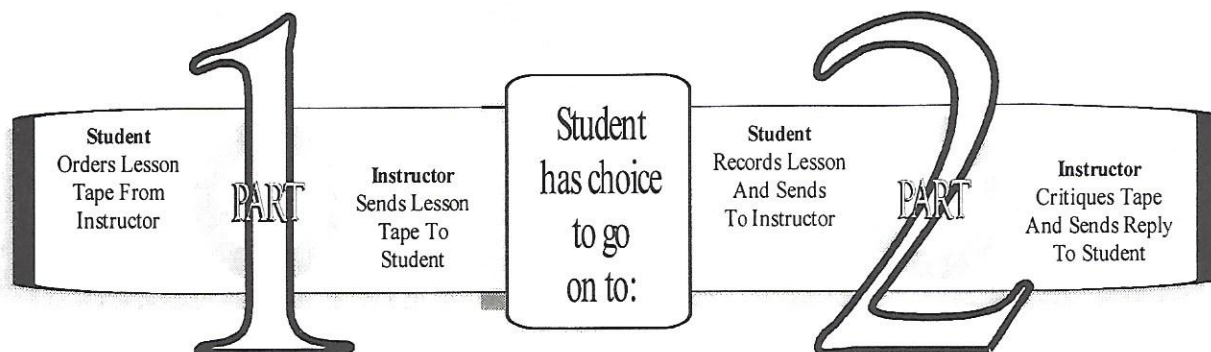 Student
Orders Lesson
Tape From
Instructor
1
PART
Instructor
Sends Lesson
Tape To
Student
Student
has choice
to go
on to:
Student
Records Lesson
And Sends
To Instructor
2
PART
Instructor
Critiques Tape
And Sends Reply
To Student